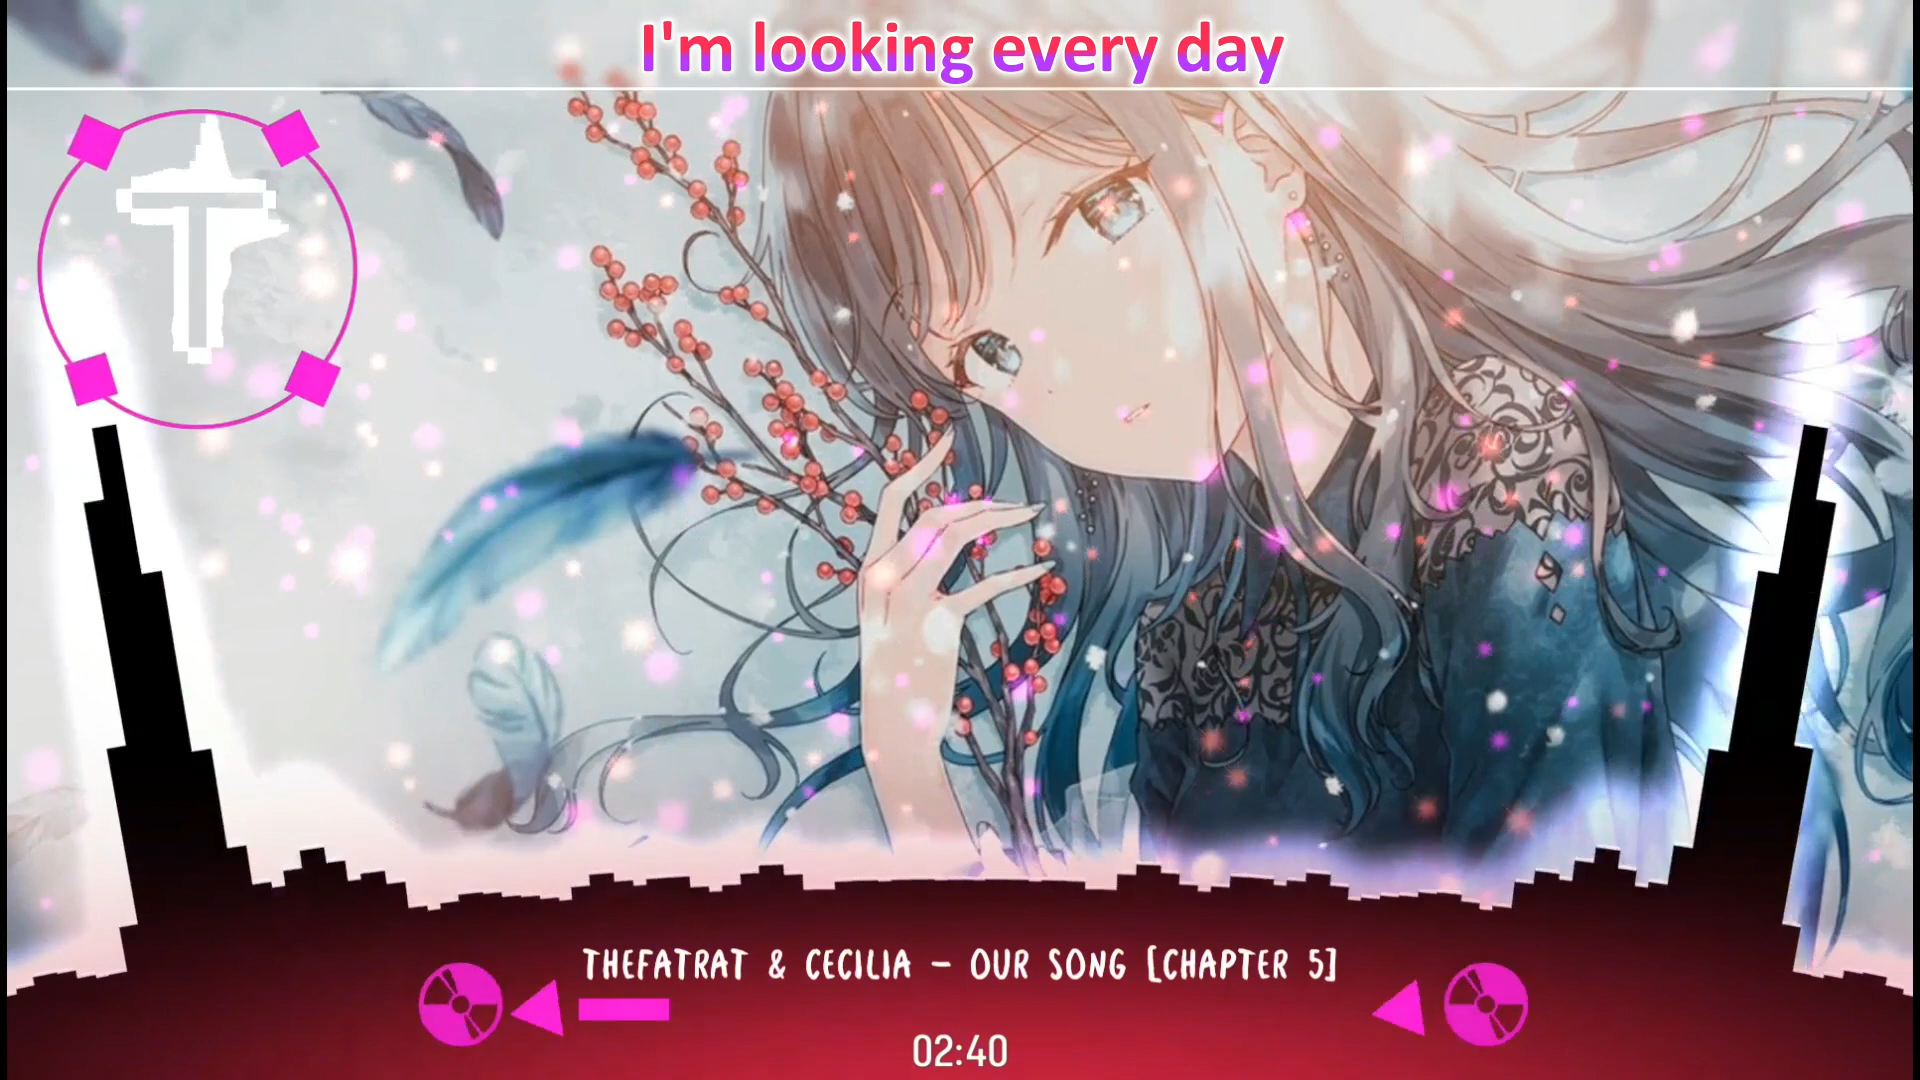 I'm looking every day
T
THEFATRAT & CECILIA - OUR SONG [CHAPTER 5]
02:40